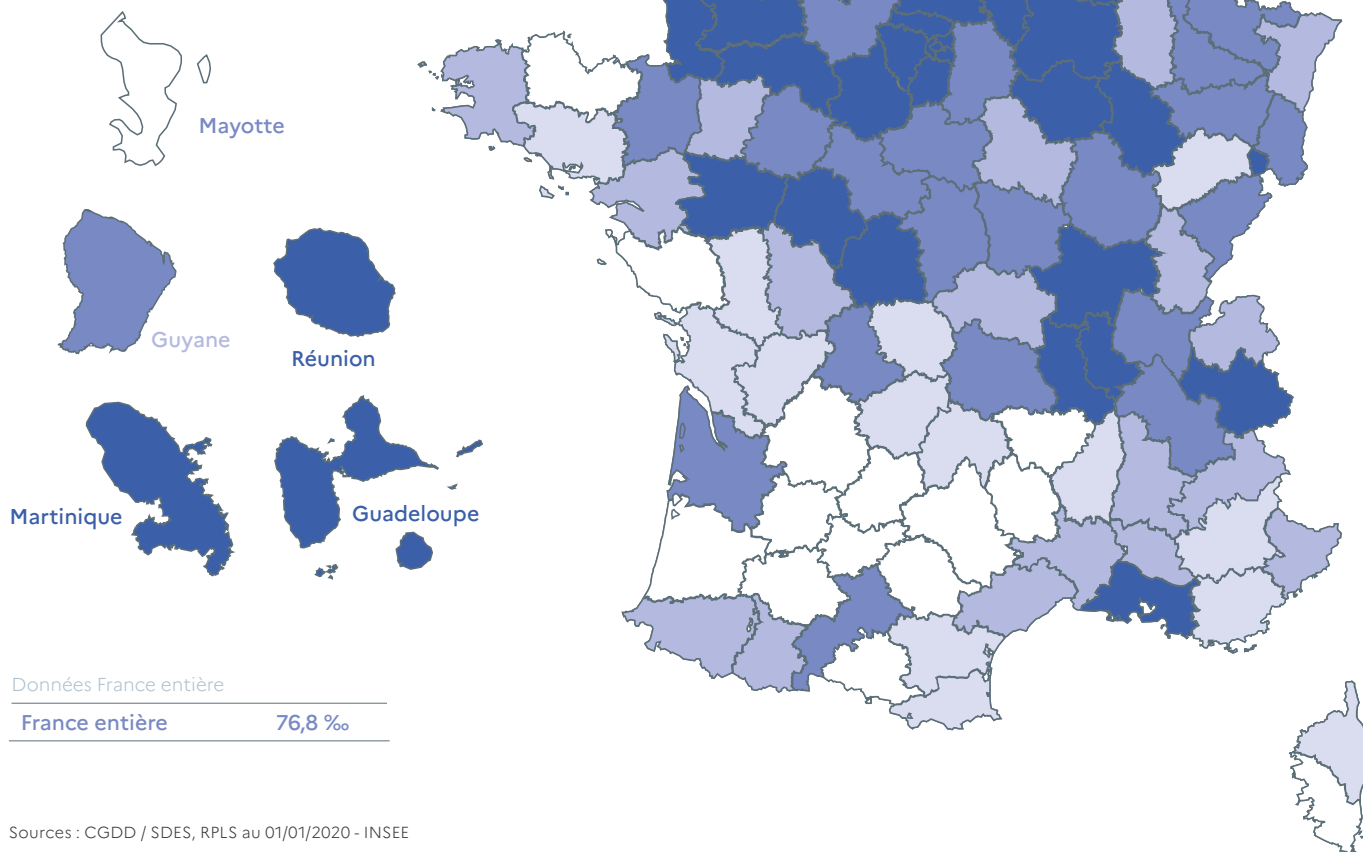 Mayotte
Guyane
Réunion
Martinique
Guadeloupe
Données France entière
France entière 76,8 ‰
Sources : CGDD / SDES, RPLS au 01/01/2020 - INSEE